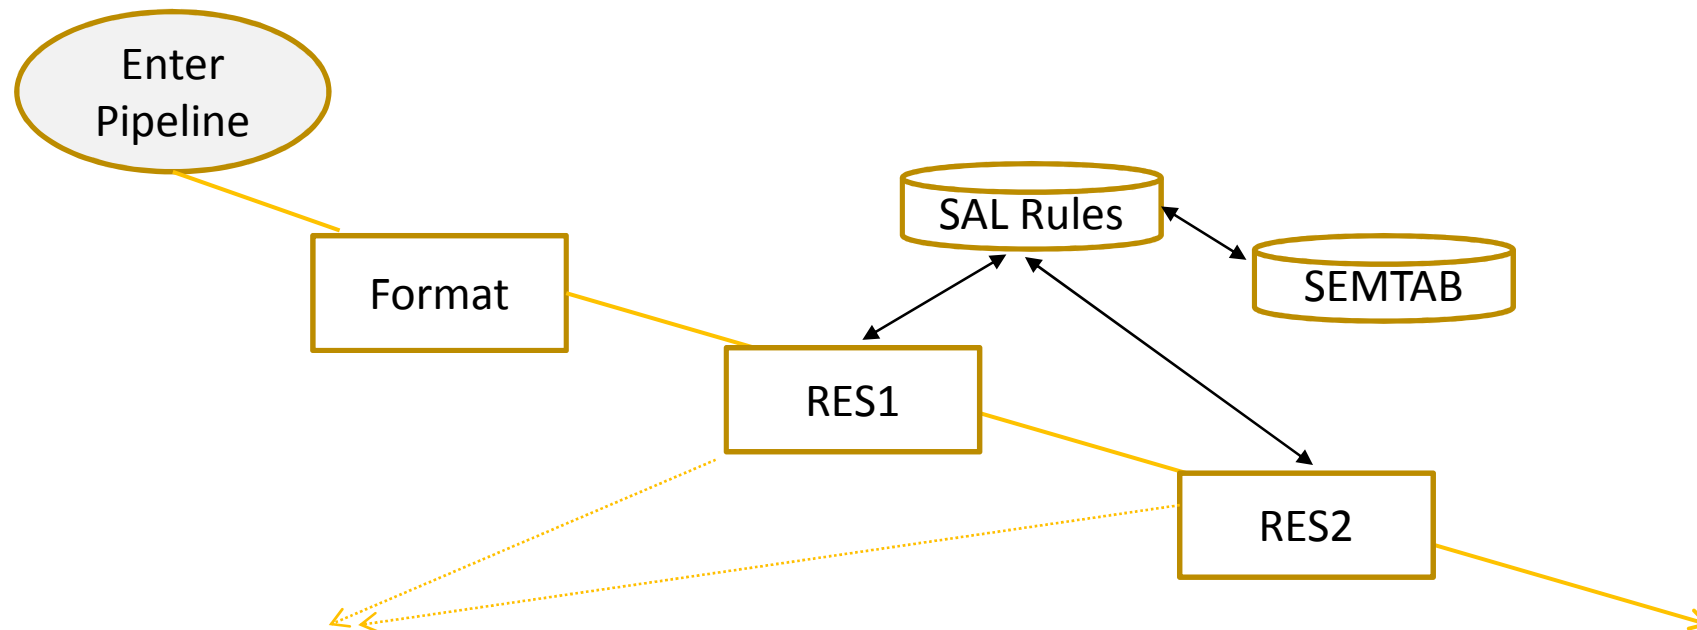 Enter
Pipeline
SAL Rules
SEMTAB
Format
RES1
RES2